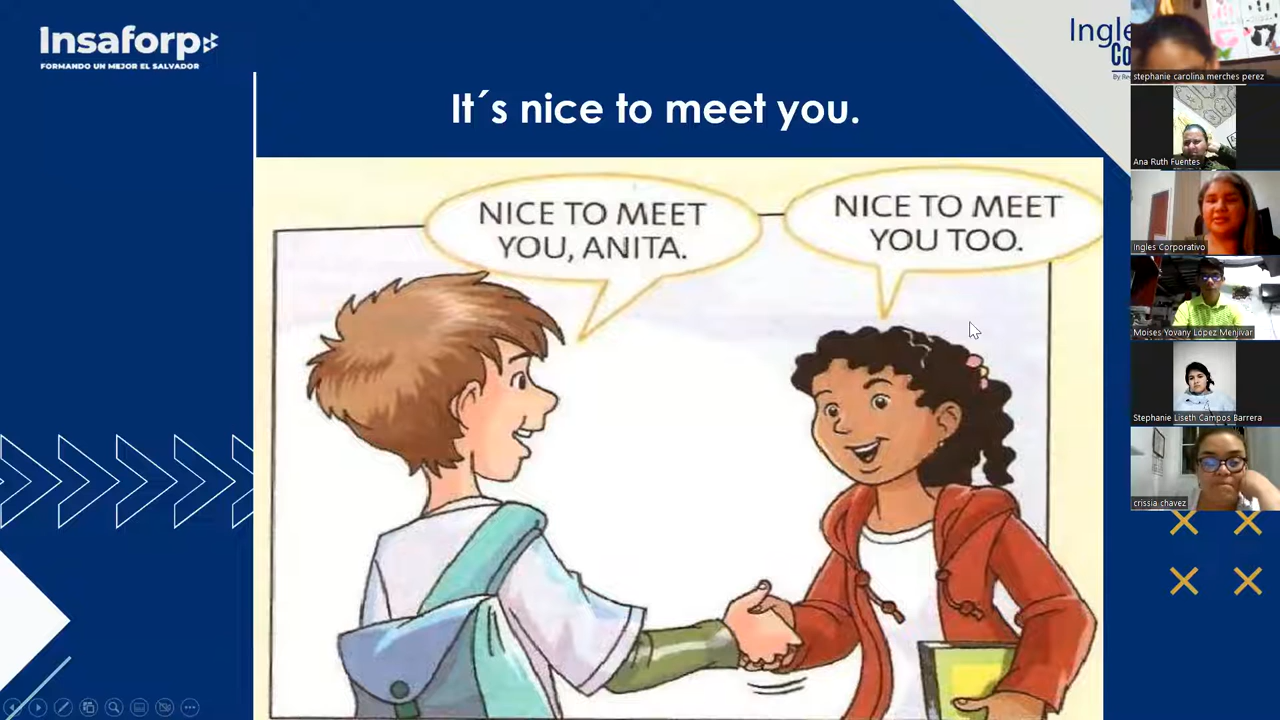 Insaforp
FORMANDO UN MEJOR EL SALVADOR
It´s nice to meet you.
NICE TO MEET
YOU, ANITA.
NICE TO MEET
YOU TOO.
stephanie carolina merches perez
Ana Ruth Fuentes
Ingles Corporativo
Moises Yovany López Menjivar
Stephanie Liseth Campos Barrera
crissia chavez